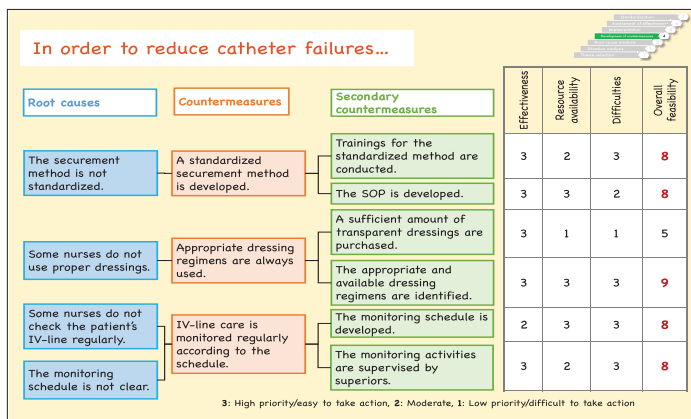 In order to reduce catheter failures...
Root causes
Countermeasures
Secondary
countermeasures
Effectiveness
Resource
availability
Difficulties
Overall
feasibility
The securement
method is not
standardized.
A standardized
securement method
is developed.
Trainings for the
standardized method are
conducted.
3 2 3 8
The SOP is developed.
3 3 2 8
Some nurses do not
use proper dressings.
Appropriate dressing
regimens are always
used.
A sufficient amount of
transparent dressings are
purchased.
3 1 1 5
The appropriate and
available dressing
regimens are identified.
3 3 3 9
Some nurses do not
check the patient's
IV-line regularly.
The monitoring
schedule is not clear.
IV-line care is
monitored regularly
according to the
schedule.
The monitoring schedule is
developed.
2 3 3 8
The monitoring activities
are supervised by
superiors.
3 2 3 8
3: High priority/easy to take action, 2: Moderate, 1: Low priority/difficult to take action